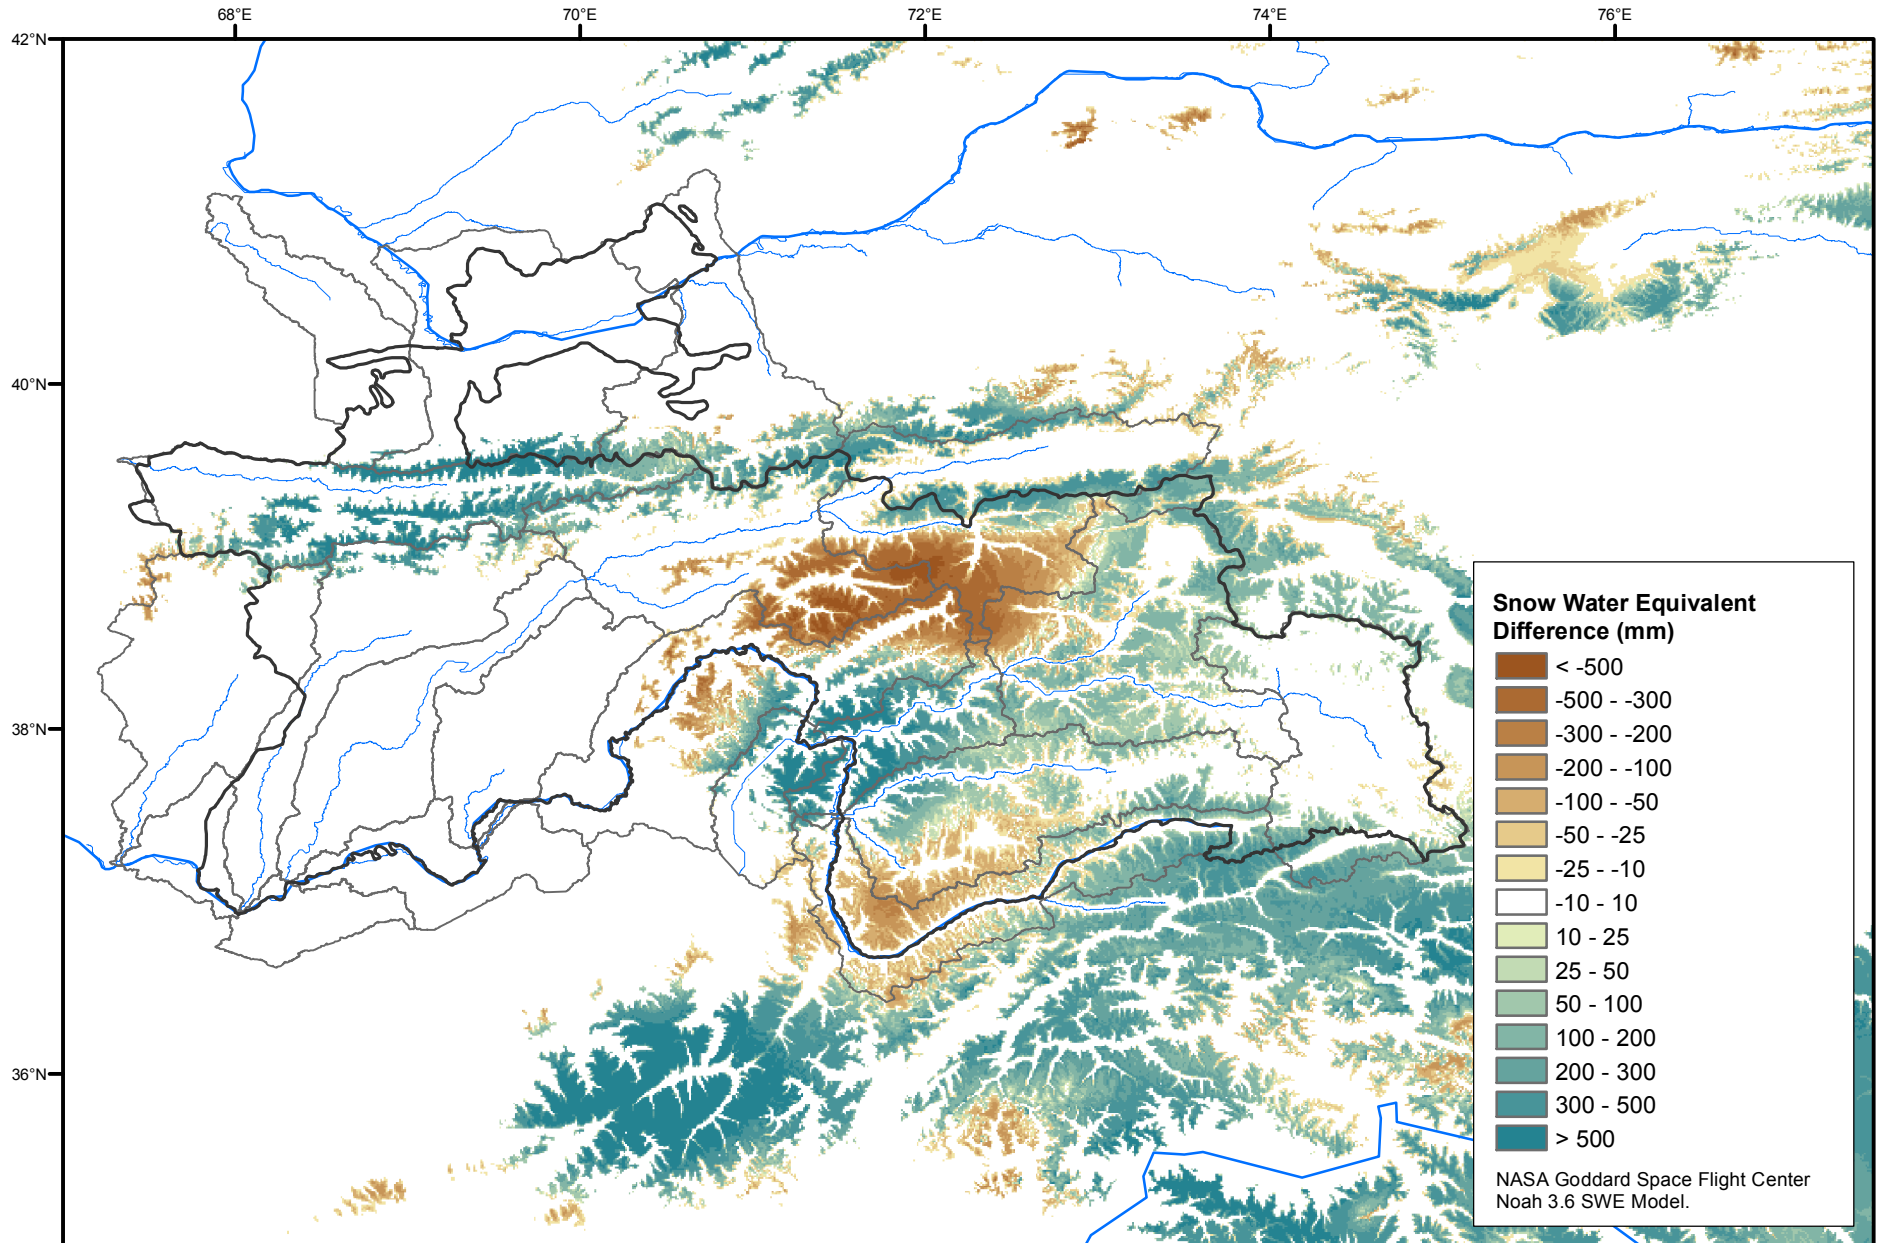 68°E 70°E 72°E 74°E 76°E
42°N
40°N
38°N
36°N
Snow Water Equivalent
Difference (mm)
< -500
-500 - -300
-300 - -200
-200 - -100
-100 - -50
-50 - -25
-25 - -10
-10 - 10
10 - 25
25 - 50
50 - 100
100 - 200
200 - 300
300 - 500
> 500
NASA Goddard Space Flight Center
Noah 3.6 SWE Model.